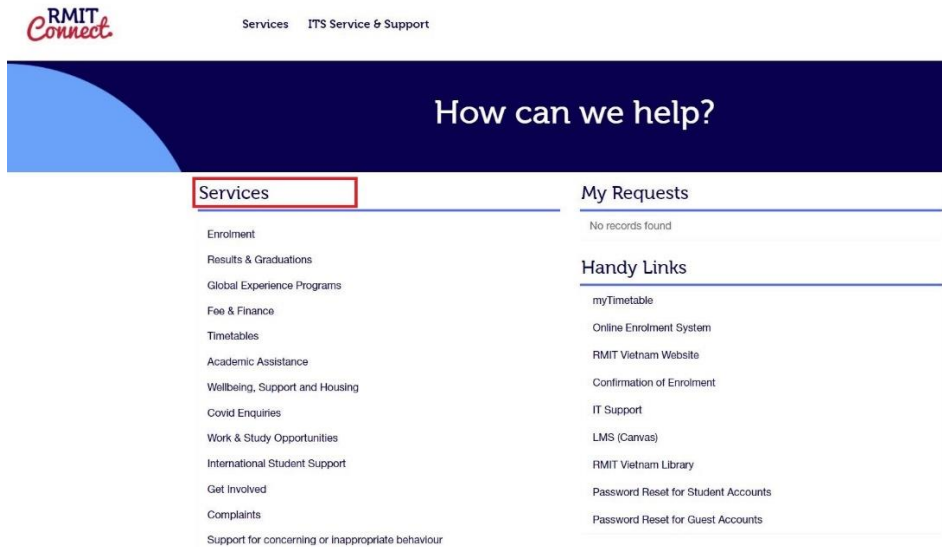 RMIT
Connect.
Services ITS Service & Support
How can we help?
Services
Enrolment
Results & Graduations
Global Experience Programs
Fee & Finance
Timetables
Academic Assistance
Wellbeing, Support and Housing
Covid Enquiries
Work & Study Opportunities
International Student Support
Get Involved
Complaints
Support for concerning or inappropriate behaviour
My Requests
No records found
Handy Links
myTimetable
Online Enrolment System
RMIT Vietnam Website
Confirmation of Enrolment
IT Support
LMS (Canvas)
RMIT Vietnam Library
Password Reset for Student Accounts
Password Reset for Guest Accounts